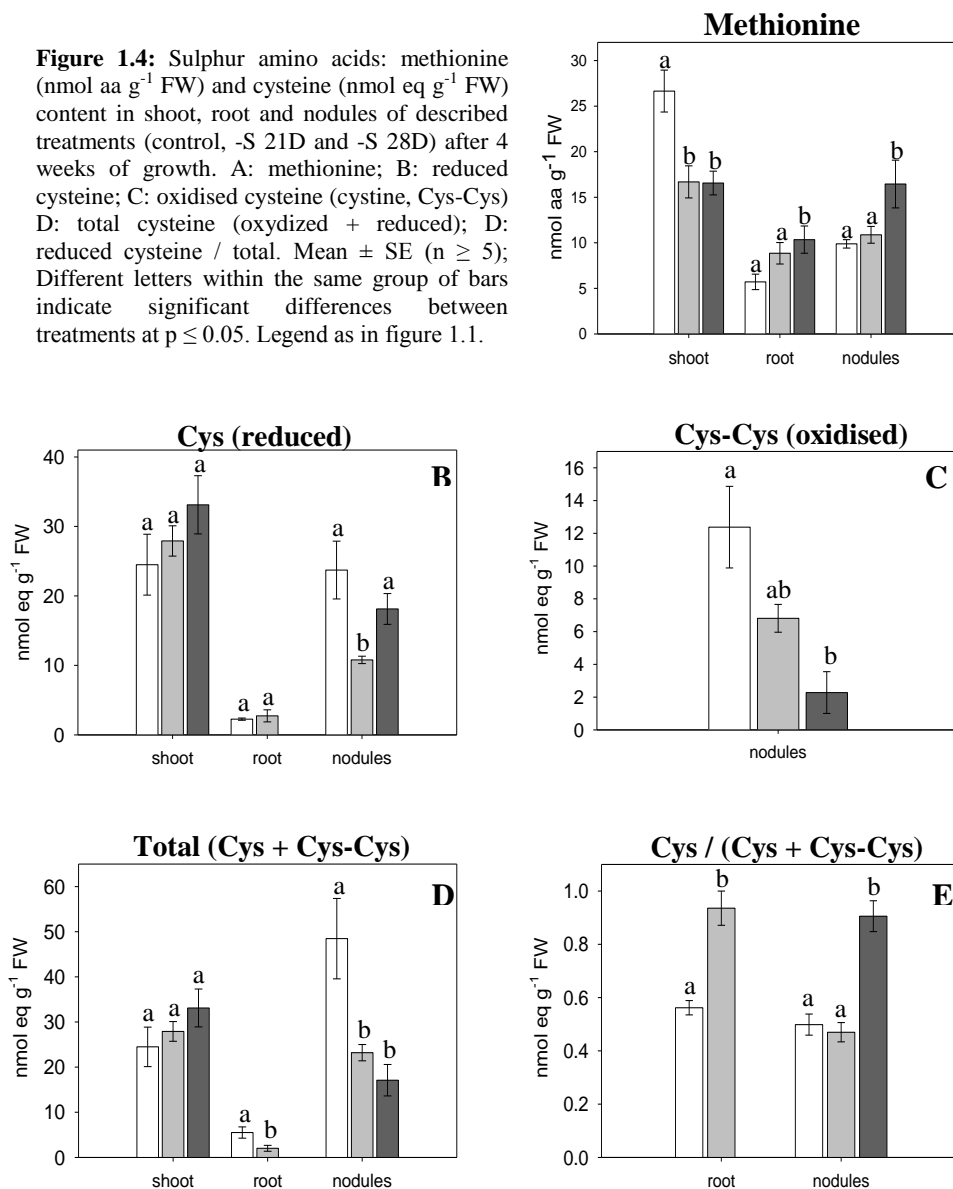 Figure 1.4: Sulphur amino acids: methionine
(nmol aa g-1 FW) and cysteine (nmol eq g-1 FW)
content in shoot, root and nodules of described
treatments (control, -S 21D and -S 28D) after 4
weeks of growth. A: methionine; B: reduced
cysteine; C: oxidised cysteine (cystine, Cys-Cys)
D: total cysteine (oxydized + reduced); D:
reduced cysteine / total. Mean ± SE (n ≥ 5);
Different letters within the same group of bars
indicate significant differences between
treatments at p ≤ 0.05. Legend as in figure 1.1.
Methionine
nmol aa g-1 FW
30
25
20
15
10
5
0
a b b
a a b
a a b
shoot root nodules
Cys (reduced)
B
nmol eq g-1 FW
40
30
20
10
0
a a a
a a
a b a
shoot root nodules
Cys-Cys (oxidised)
C
nmol eq g-1 FW
16
14
12
10
8
6
4
2
0
a ab b
nodules
Total (Cys + Cys-Cys)
D
nmol eq g-1 FW
60
50
40
30
20
10
0
a a a
a b
a b b
shoot root nodules
Cys / (Cys + Cys-Cys)
E
nmol eq g-1 FW
1.0
0.8
0.6
0.4
0.2
0.0
a b
a a b
root nodules